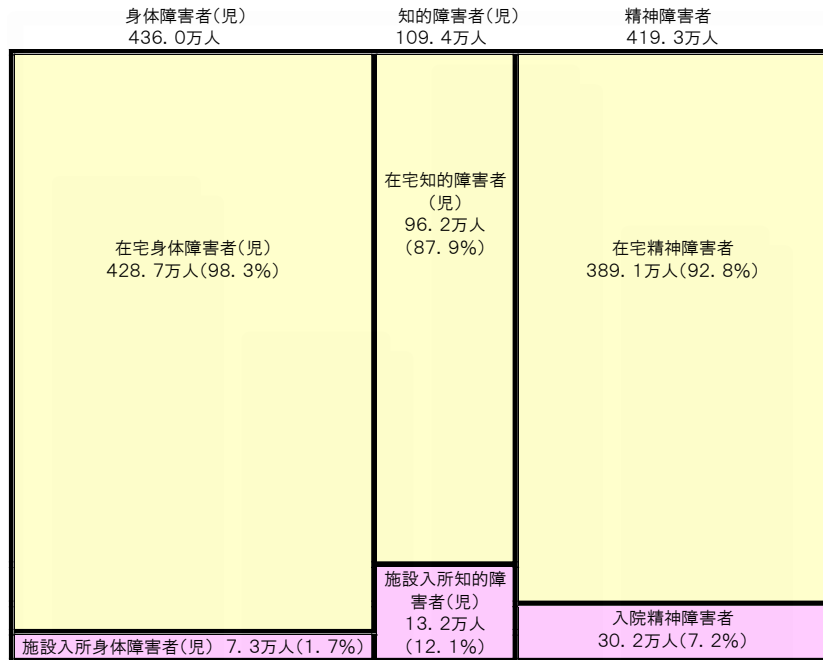 身体障害者(児)
436.0万人
知的障害者(児)
109.4万人
精神障害者
419.3万人
在宅身体障害者(児)
428.7万人(98.3%)
在宅知的障害者
(児)
96.2万人
(87.9%)
在宅精神障害者
389.1万人(92.8%)
施設入所身体障害者(児) 7.3万人(1.7%)
施設入所知的障
害者(児)
13.2万人
(12.1%)
入院精神障害者
30.2万人(7.2%)